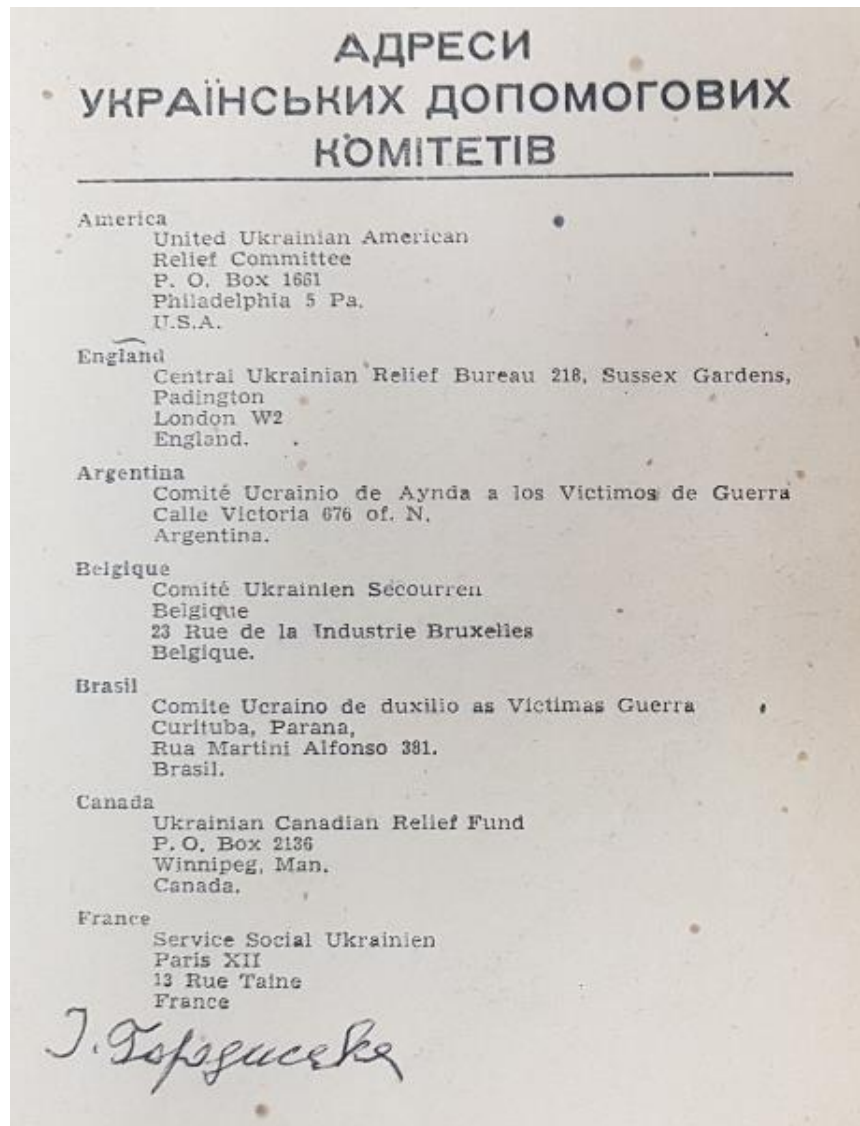 АДРЕСИ
УКРАЇНСЬКИХ ДОПОМОГОВИХ
КОМІТЕТІВ
America
United Ukrainian American
Relief Committee
P. O. Box 1661
Philadelphia 5 Pa.
U.S.A.
England
Central Ukrainian Relief Bureau 218, Sussex Gardens,
Padington
London W2
England.
Argentina
Comité Ucrainio de Aynda a los Victimos de Guerra
Calle Victoria 676 of. N.
Argentina.
Belgique
Comité Ukrainien Secourren
Belgique
23 Rue de la Industrie Bruxelles
Belgique.
Brasil
Comite Ucraino de duxilio as Víctimas Guerra
Curituba, Parana,
Rua Martini Alfonso 381.
Brasil.
Canada
Ukrainian Canadian Relief Fund
P. O. Box 2136
Winnipeg, Man.
Canada.
France
Service Social Ukrainien
Paris XII
13 Rue Taine
France